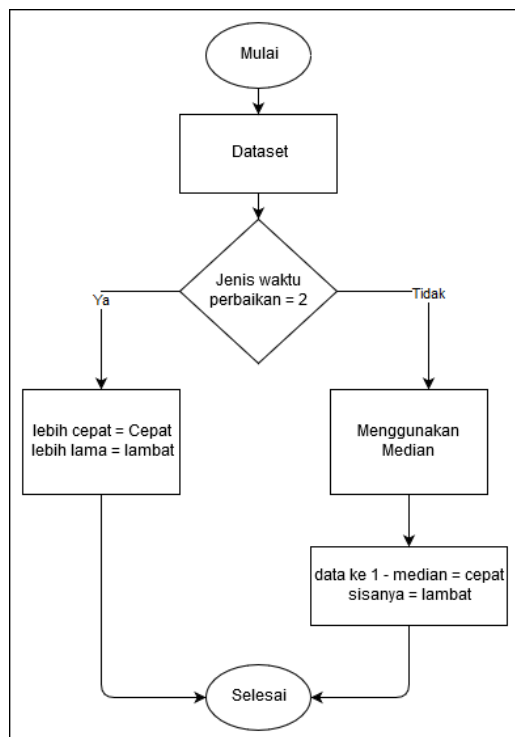 Mulai
Dataset
Jenis waktu
perbaikan = 2
Ya
Tidak
lebih cepat = Cepat
lebih lama = lambat
Menggunakan
Median
data ke 1 - median = cepat
sisanya = lambat
Selesai